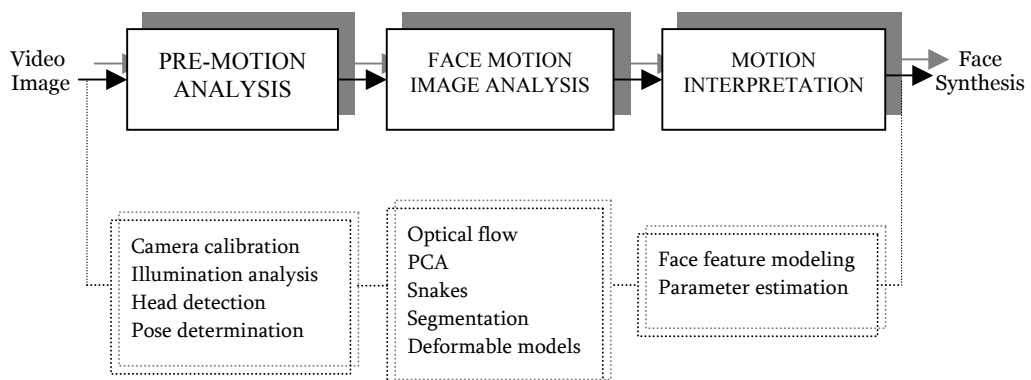 Video
Image
PRE-MOTION
ANALYSIS
FACE MOTION
IMAGE ANALYSIS
MOTION
INTERPRETATION
Face
Synthesis
Camera calibration
Illumination analysis
Head detection
Pose determination
Optical flow
PCA
Snakes
Segmentation
Deformable models
Face feature modeling
Parameter estimation